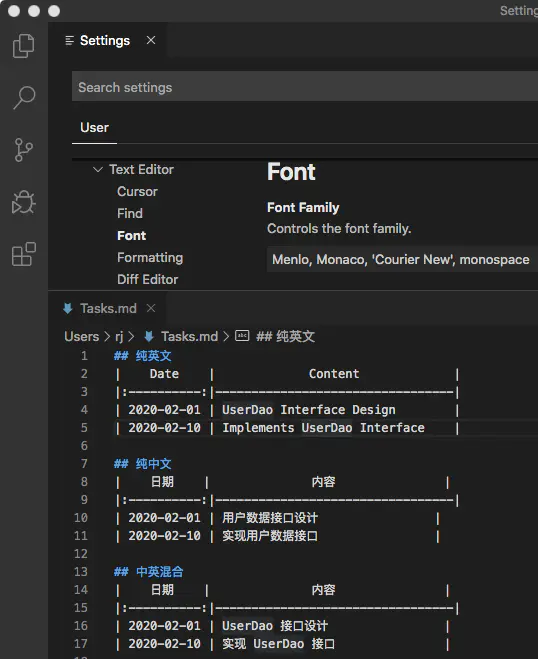 Setting
Settings
Search settings
User
Text Editor
Cursor
Find
Font
Formatting
Diff Editor
Font
Font Family
Controls the font family.
Menlo, Monaco, 'Courier New', monospace
Tasks.md
Users > rj > Tasks.md > abc ## 纯英文
1 ## 纯英文
2 |    Date    |               Content               |
3 |:----------:|-------------------------------|
4 | 2020-02-01 | UserDao Interface Design        |
5 | 2020-02-10 | Implements UserDao Interface    |
6
7 ## 纯中文
8 |    日期    |              内容              |
9 |:----------:|-------------------------------|
10 | 2020-02-01 | 用户数据接口设计                |
11 | 2020-02-10 | 实现用户数据接口                |
12
13 ## 中英混合
14 |    日期    |              内容              |
15 |:----------:|-------------------------------|
16 | 2020-02-01 | UserDao 接口设计                |
17 | 2020-02-10 | 实现 UserDao 接口               |